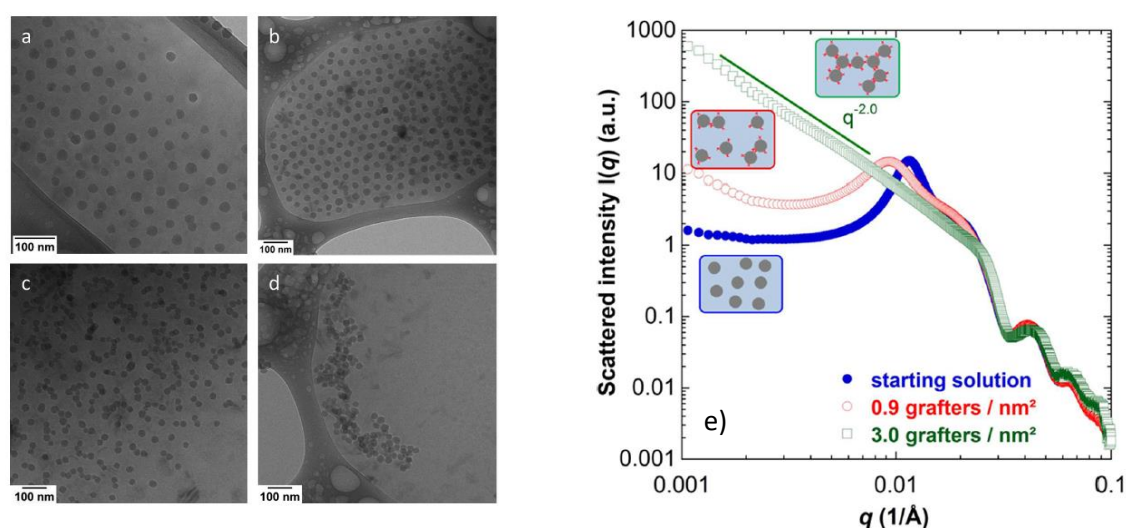 a
b
100 nm
100 nm
c
d
100 nm
100 nm
1000
100
10
1
0.1
0.01
0.001
Scattered intensity I(q) (a.u.)
q⁻²·⁰
starting solution
0.9 grafters / nm²
3.0 grafters / nm²
e)
0.001
0.01
0.1
q (1/Å)